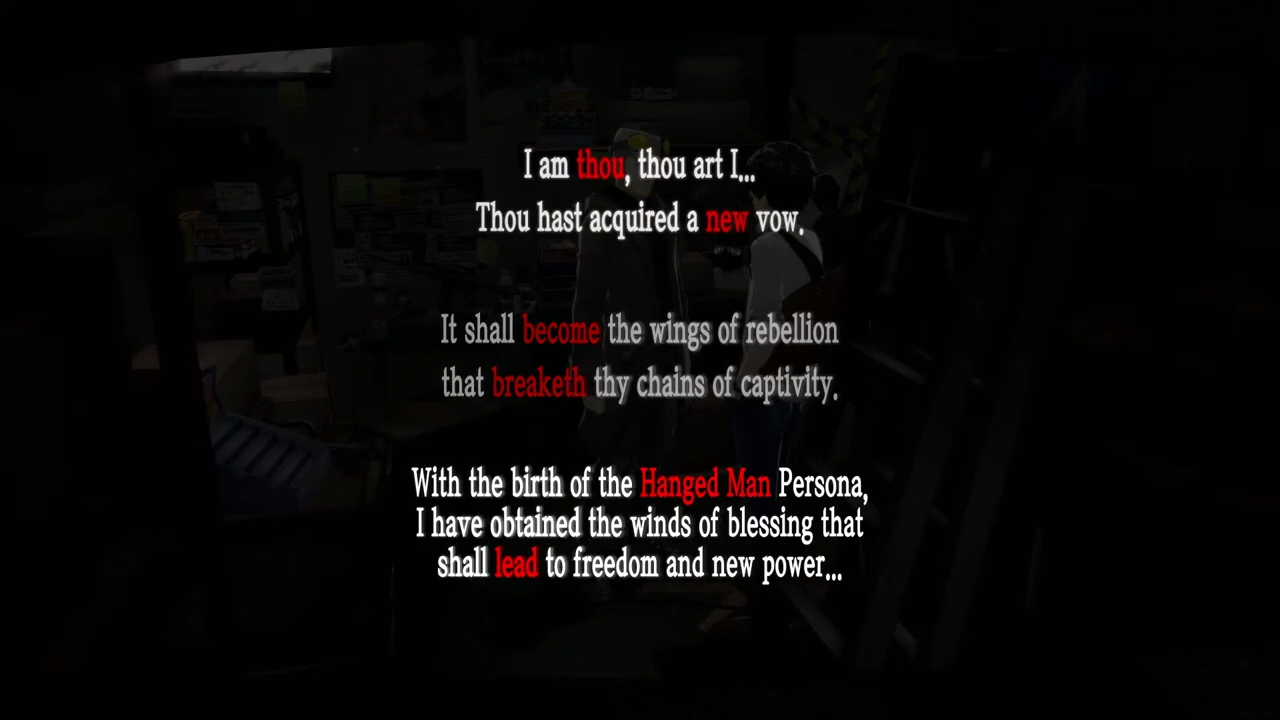 I am thou, thou art I...
Thou hast acquired a new vow.
It shall become the wings of rebellion
that breaketh thy chains of captivity.
With the birth of the Hanged Man Persona,
I have obtained the winds of blessing that
shall lead to freedom and new power...